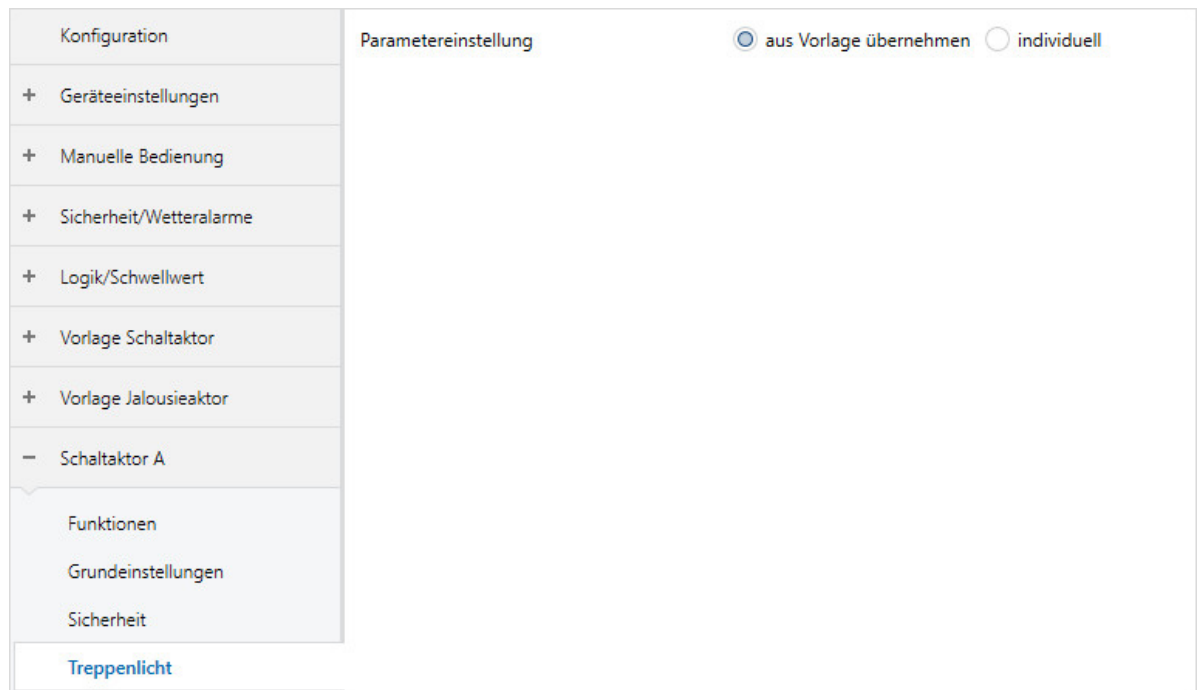 Konfiguration
Parametereinstellung aus Vorlage übernehmen individuell
+ Geräteeinstellungen
+ Manuelle Bedienung
+ Sicherheit/Wetteralarme
+ Logik/Schwellwert
+ Vorlage Schaltaktor
+ Vorlage Jalousieaktor
− Schaltaktor A
Funktionen
Grundeinstellungen
Sicherheit
Treppenlicht